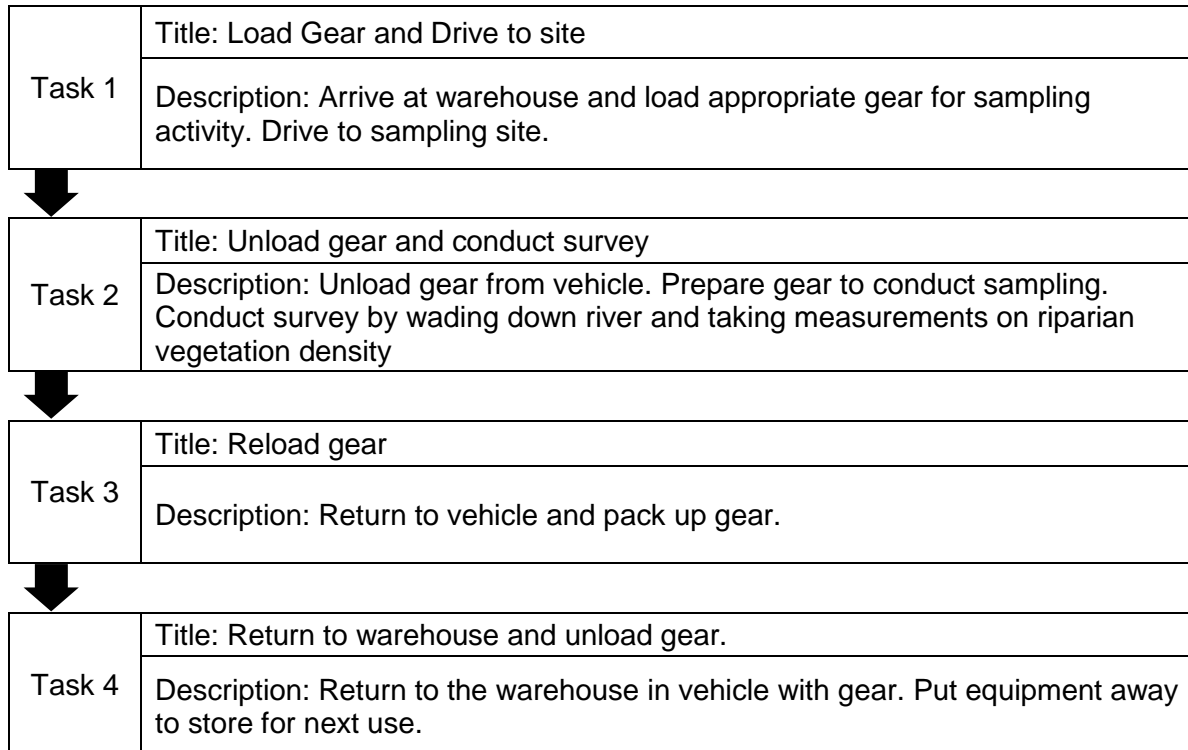 Task 1
Title: Load Gear and Drive to site
Description: Arrive at warehouse and load appropriate gear for sampling
activity. Drive to sampling site.
Task 2
Title: Unload gear and conduct survey
Description: Unload gear from vehicle. Prepare gear to conduct sampling.
Conduct survey by wading down river and taking measurements on riparian
vegetation density
Task 3
Title: Reload gear
Description: Return to vehicle and pack up gear.
Task 4
Title: Return to warehouse and unload gear.
Description: Return to the warehouse in vehicle with gear. Put equipment away
to store for next use.